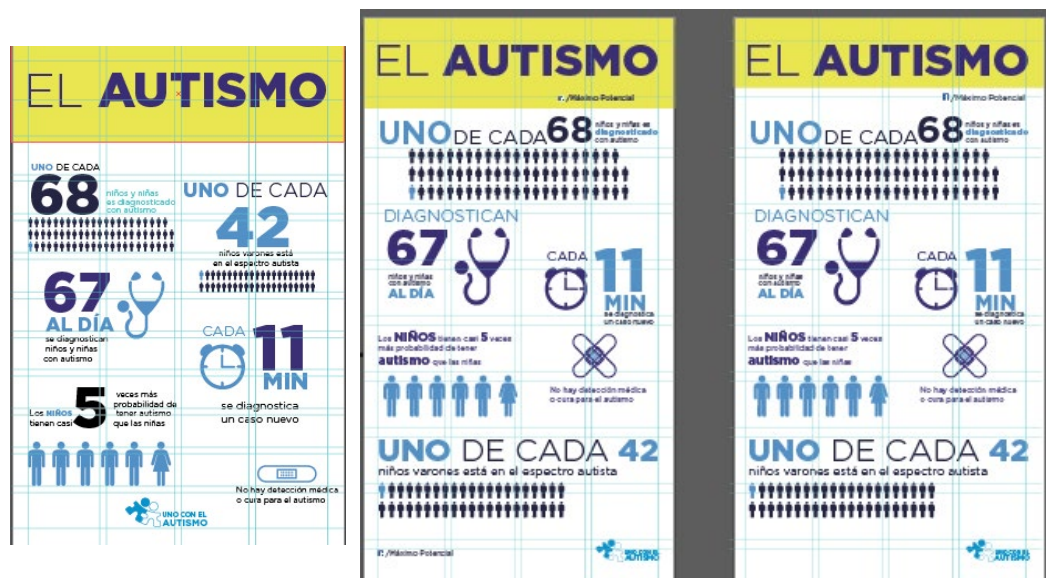 EL AUTISMO
UNO DE CADA
68
niños y niñas
es diagnosticado
con autismo
UNO DE CADA
42
niños varones está
en el espectro autista
67
AL DÍA
se diagnostican
niños y niñas
con autismo
CADA
11
MIN
se diagnostica
un caso nuevo
Los NIÑOS
tienen casi
5
veces más
probabilidad de
tener autismo
que las niñas
No hay detección médica
o cura para el autismo
UNO CON EL
AUTISMO
EL AUTISMO
/Máximo Potencial
UNO DE CADA 68
niños y niñas es
diagnosticado
con autismo
DIAGNOSTICAN
67
niños y niñas
con autismo
AL DÍA
CADA
11
MIN
se diagnostica
un caso nuevo
Los NIÑOS tienen casi 5 veces
más probabilidad de tener
autismo que las niñas
No hay detección médica
o cura para el autismo
UNO DE CADA 42
niños varones está en el espectro autista
/Máximo Potencial
UNO CON EL
AUTISMO
EL AUTISMO
/Máximo Potencial
UNO DE CADA 68
niños y niñas es
diagnosticado
con autismo
DIAGNOSTICAN
67
niños y niñas
con autismo
AL DÍA
CADA
11
MIN
se diagnostica
un caso nuevo
Los NIÑOS tienen casi 5 veces
más probabilidad de tener
autismo que las niñas
No hay detección médica
o cura para el autismo
UNO DE CADA 42
niños varones está en el espectro autista
UNO CON EL
AUTISMO